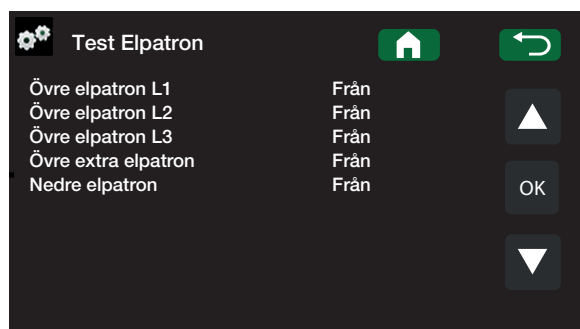 Test Elpatron
Övre elpatron L1 Från
Övre elpatron L2 Från
Övre elpatron L3 Från
Övre extra elpatron Från
Nedre elpatron Från
OK